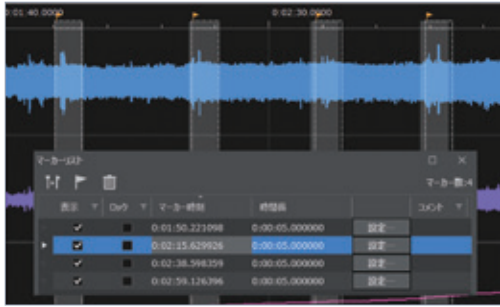 0:01:40.0000 0:02:30.0000
マーカーリスト
マーカー数:4
表示 ロック マーカー時刻 時間長 コメント
0:01:50.221098 0:00:05.000000 設定…
0:02:15.629926 0:00:05.000000 設定…
0:02:38.598359 0:00:05.000000 設定…
0:02:59.126396 0:00:05.000000 設定…